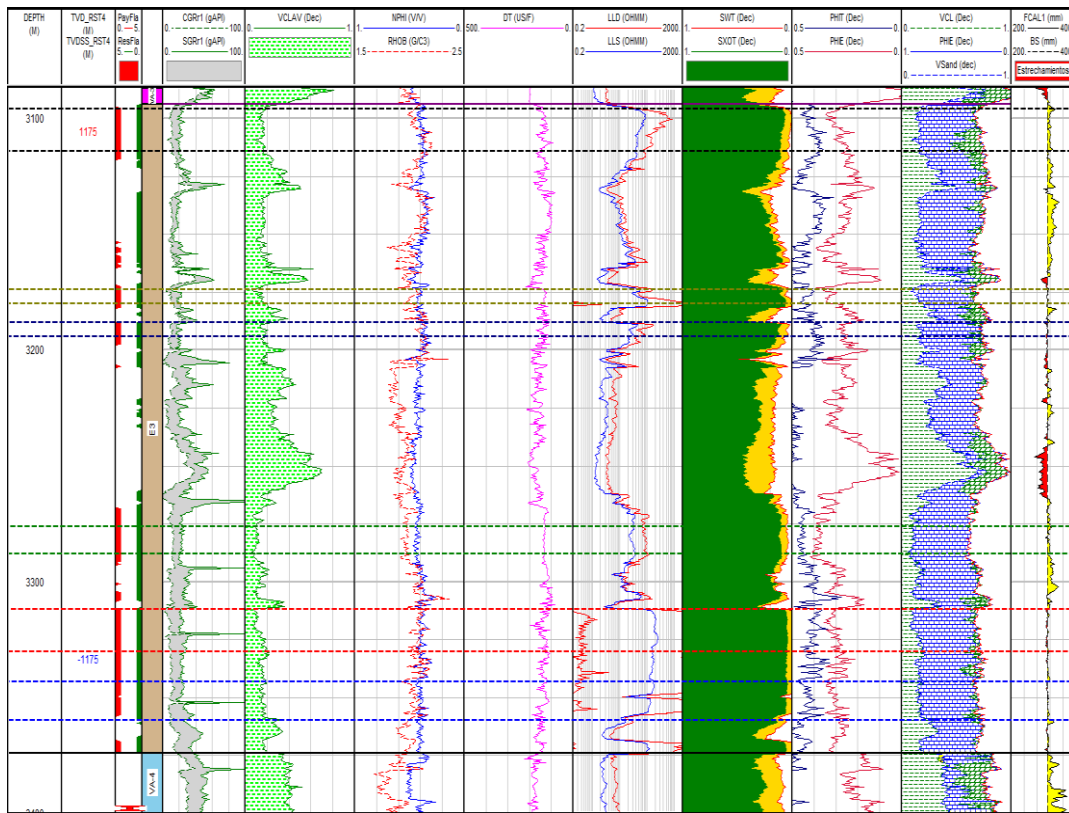 DEPTH
(M)
TVD_RST4
(M)
TVDSS_RST4
(M)
PayFla
0. 5.
ResFla
5. 0.
CGRr1 (gAPI)
0. 100.
SGRr1 (gAPI)
0. 100.
VCLAV (Dec)
0. 1.
NPHI (V/V)
1. 0.
RHOB (G/C3)
1.5 2.5
DT (US/F)
500. 0.
LLD (OHMM)
0.2 2000.
LLS (OHMM)
0.2 2000.
SWT (Dec)
1. 0.
SXOT (Dec)
1. 0.
PHIT (Dec)
0.5 0.
PHIE (Dec)
0.5 0.
VCL (Dec)
0. 1.
PHIE (Dec)
1. 0.
VSand (dec)
0. 1.
FCAL1 (mm)
200. 400.
BS (mm)
200. 400.
Estrechamientos
3100
1175
3200
E3
3300
-1175
VA-4
3400